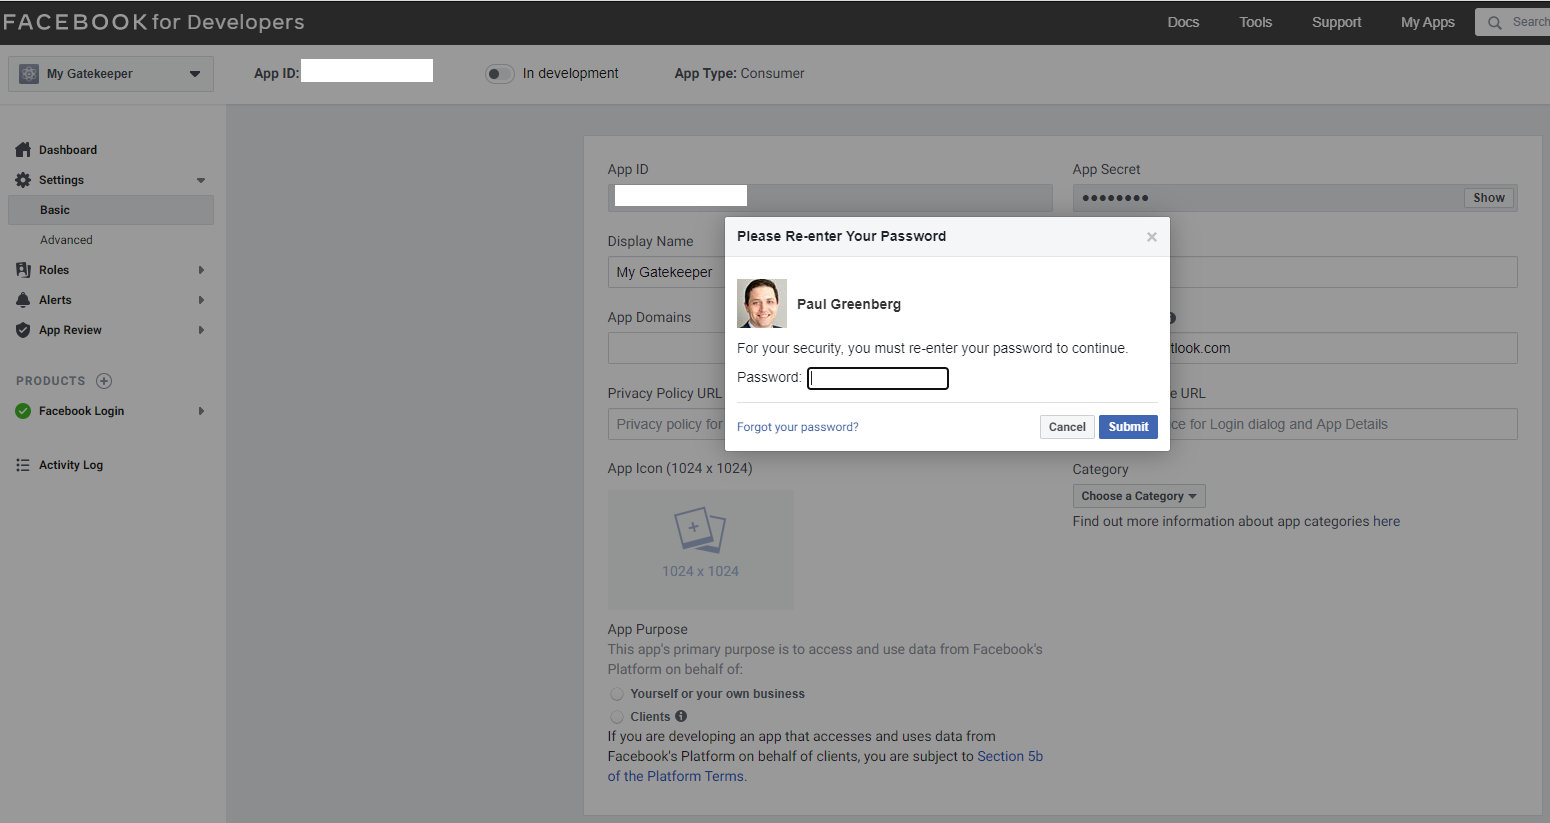 FACEBOOK for Developers
Docs
Tools
Support
My Apps
Search
My Gatekeeper
App ID:
In development
App Type: Consumer
Dashboard
Settings
Basic
Advanced
Roles
Alerts
App Review
PRODUCTS
Facebook Login
Activity Log
App ID
App Secret
••••••••
Show
Please Re-enter Your Password
×
Display Name
My Gatekeeper
Paul Greenberg
App Domains
For your security, you must re-enter your password to continue.
tlook.com
Password:
Privacy Policy URL
URL
Privacy policy for
for Login dialog and App Details
Forgot your password?
Cancel
Submit
App Icon (1024 x 1024)
Category
Choose a Category
Find out more information about app categories here
1024 x 1024
App Purpose
This app's primary purpose is to access and use data from Facebook's
Platform on behalf of:
Yourself or your own business
Clients
If you are developing an app that accesses and uses data from
Facebook's Platform on behalf of clients, you are subject to Section 5b
of the Platform Terms.